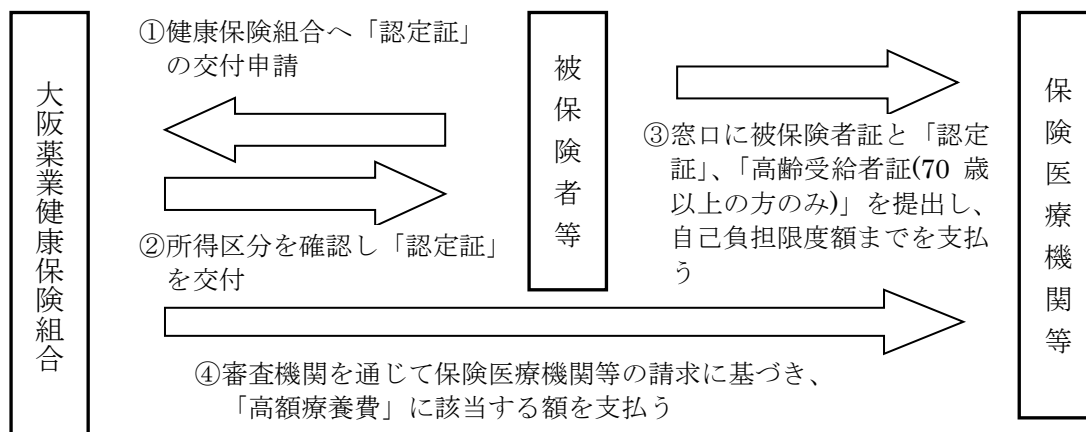 大阪薬業健康保険組合
①健康保険組合へ「認定証」
の交付申請
②所得区分を確認し「認定証」
を交付
被保険者等
③窓口に被保険者証と「認定
証」、「高齢受給者証(70 歳
以上の方のみ)」を提出し、
自己負担限度額までを支払
う
保険医療機関等
④審査機関を通じて保険医療機関等の請求に基づき、
「高額療養費」に該当する額を支払う